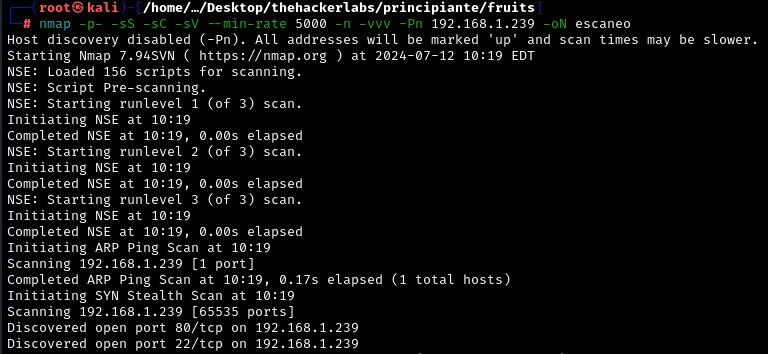 (root㉿kali)-[/home/…/Desktop/thehackerlabs/principiante/fruits]
# nmap -p- -sS -sC -sV --min-rate 5000 -n -vvv -Pn 192.168.1.239 -oN escaneo
Host discovery disabled (-Pn). All addresses will be marked 'up' and scan times may be slower.
Starting Nmap 7.94SVN ( https://nmap.org ) at 2024-07-12 10:19 EDT
NSE: Loaded 156 scripts for scanning.
NSE: Script Pre-scanning.
NSE: Starting runlevel 1 (of 3) scan.
Initiating NSE at 10:19
Completed NSE at 10:19, 0.00s elapsed
NSE: Starting runlevel 2 (of 3) scan.
Initiating NSE at 10:19
Completed NSE at 10:19, 0.00s elapsed
NSE: Starting runlevel 3 (of 3) scan.
Initiating NSE at 10:19
Completed NSE at 10:19, 0.00s elapsed
Initiating ARP Ping Scan at 10:19
Scanning 192.168.1.239 [1 port]
Completed ARP Ping Scan at 10:19, 0.17s elapsed (1 total hosts)
Initiating SYN Stealth Scan at 10:19
Scanning 192.168.1.239 [65535 ports]
Discovered open port 80/tcp on 192.168.1.239
Discovered open port 22/tcp on 192.168.1.239